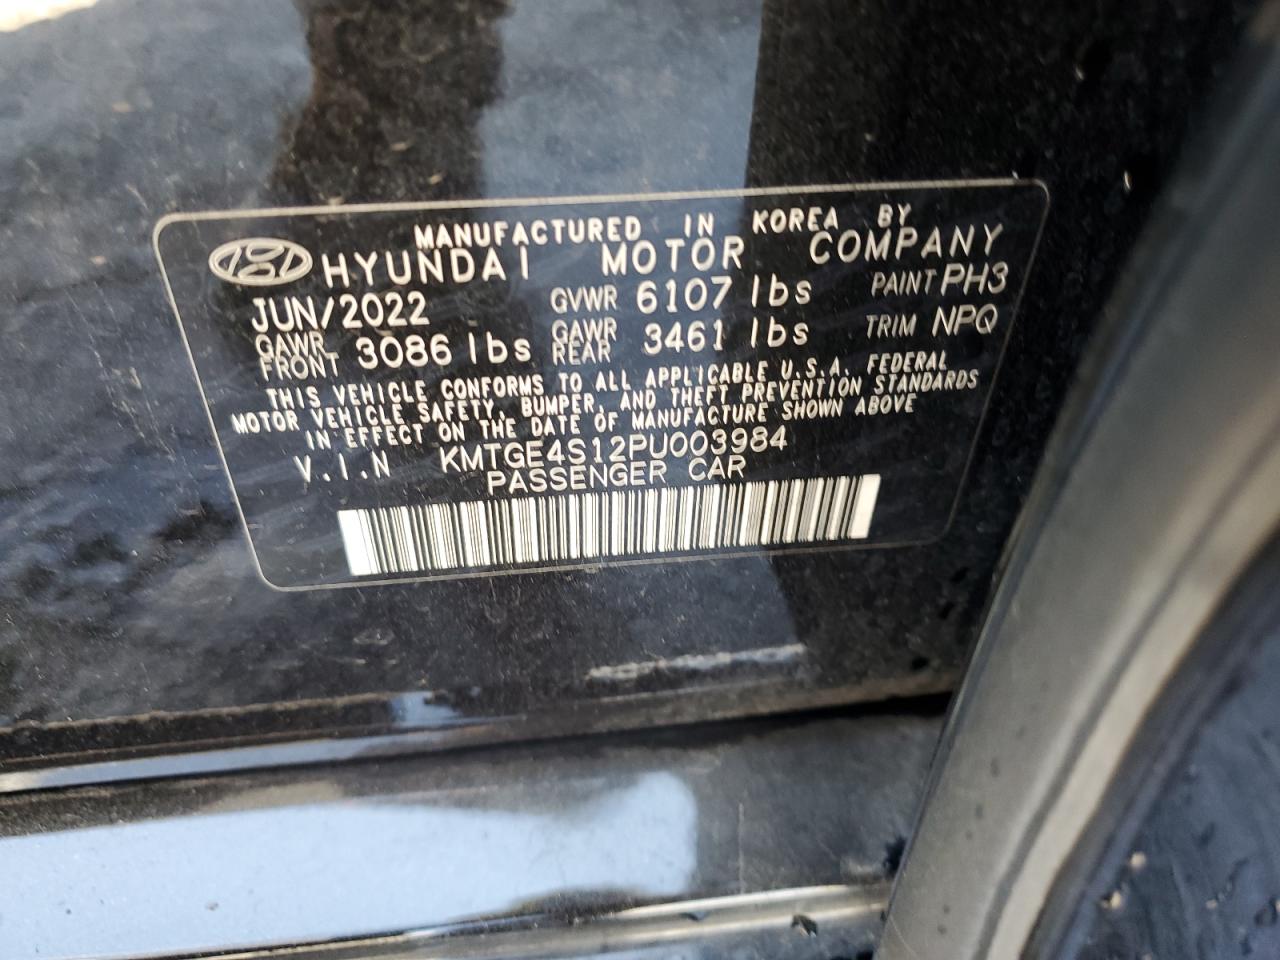 MANUFACTURED IN KOREA BY
HYUNDAI MOTOR COMPANY
JUN/2022 GVWR 6107 lbs PAINT PH3
GAWR FRONT 3086 lbs GAWR REAR 3461 lbs TRIM NPQ
THIS VEHICLE CONFORMS TO ALL APPLICABLE U.S.A. FEDERAL
MOTOR VEHICLE SAFETY, BUMPER, AND THEFT PREVENTION STANDARDS
IN EFFECT ON THE DATE OF MANUFACTURE SHOWN ABOVE
V.I.N KMTGE4S12PU003984
PASSENGER CAR